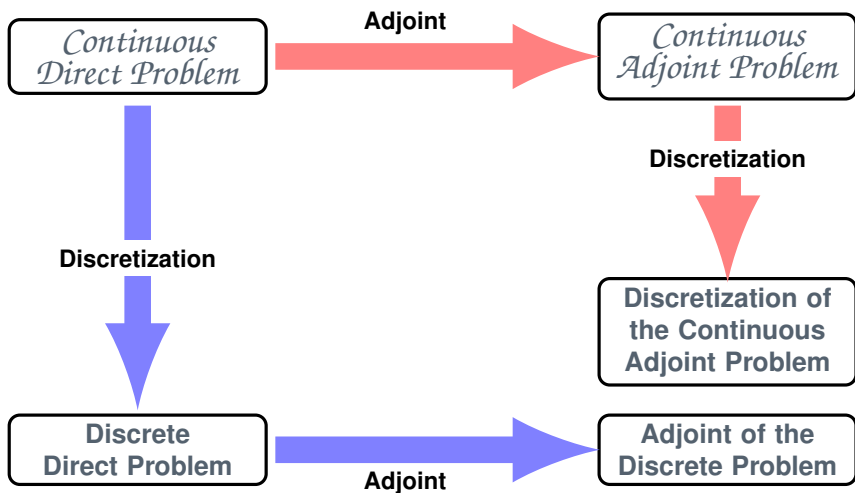 Adjoint
Continuous
Direct Problem
Continuous
Adjoint Problem
Discretization
Discretization
Discretization of
the Continuous
Adjoint Problem
Discrete
Direct Problem
Adjoint
Adjoint of the
Discrete Problem